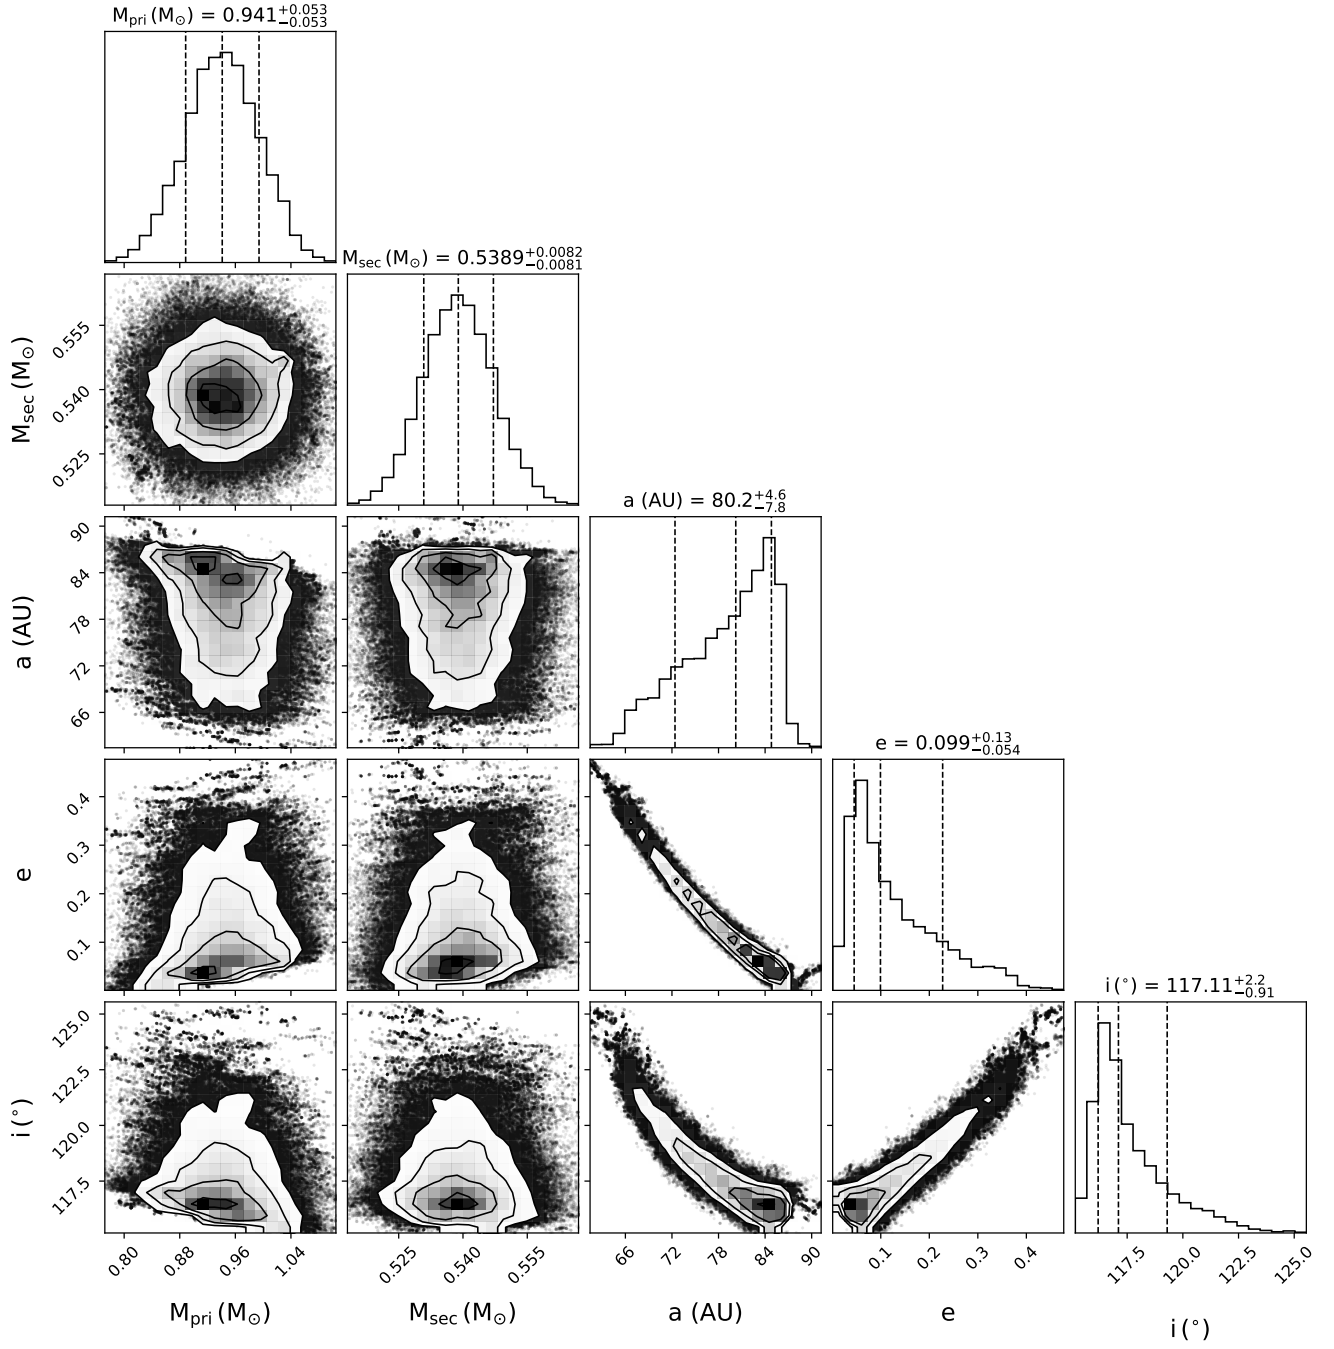 M_pri (M_⊙) = 0.941 +0.053 −0.053
M_sec (M_⊙) = 0.5389 +0.0082 −0.0081
M_sec (M_⊙)
0.555
0.540
0.525
a (AU) = 80.2 +4.6 −7.8
a (AU)
90
84
78
72
66
e = 0.099 +0.13 −0.054
e
0.4
0.3
0.2
0.1
i (°) = 117.11 +2.2 −0.91
i (°)
125.0
122.5
120.0
117.5
0.80 0.88 0.96 1.04
0.525 0.540 0.555
66 72 78 84 90
0.1 0.2 0.3 0.4
117.5 120.0 122.5 125.0
M_pri (M_⊙)
M_sec (M_⊙)
a (AU)
e
i (°)